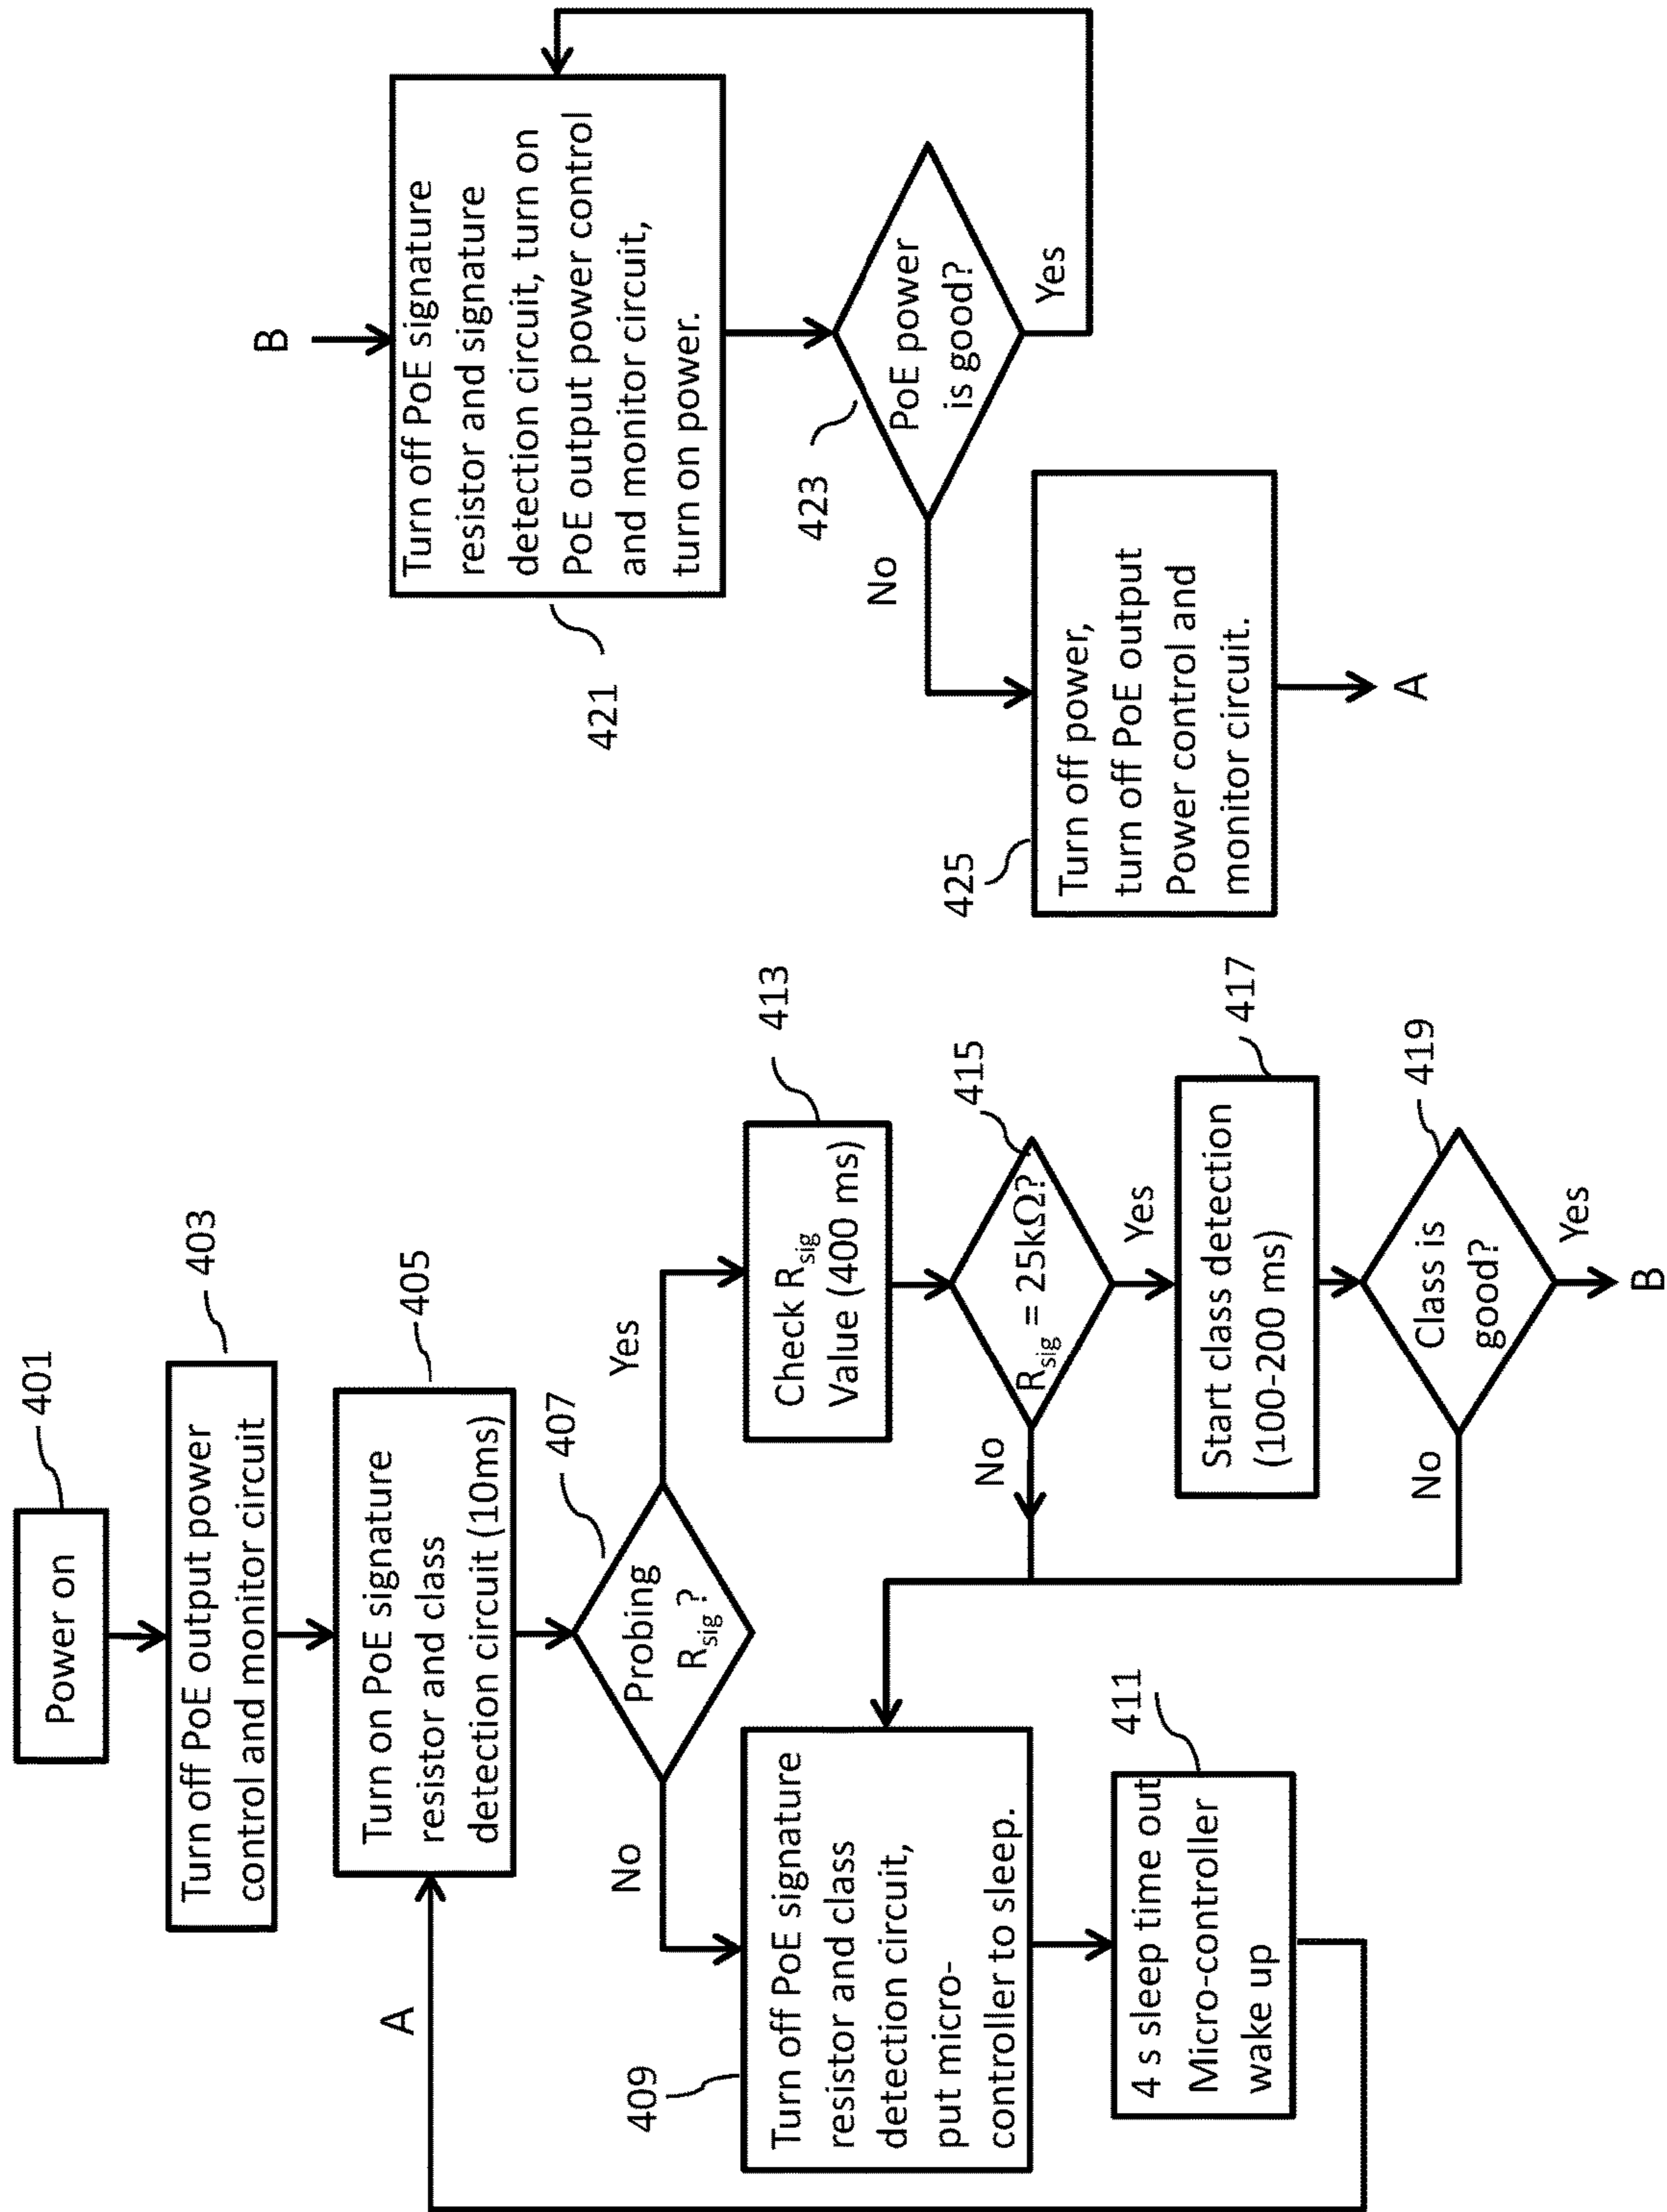 Power on
401
Turn off PoE output power
control and monitor circuit
403
Turn on PoE signature
resistor and class
detection circuit (10ms)
405
A
Probing
R_sig ?
407
No
Yes
Turn off PoE signature
resistor and class
detection circuit,
put micro-
controller to sleep.
409
4 s sleep time out
Micro-controller
wake up
411
Check R_sig
Value (400 ms)
413
R_sig = 25kΩ?
415
No
Yes
Start class detection
(100-200 ms)
417
Class is
good?
419
No
Yes
B
B
Turn off PoE signature
resistor and signature
detection circuit, turn on
PoE output power control
and monitor circuit,
turn on power.
421
PoE power
is good?
423
No
Yes
Turn off power,
turn off PoE output
Power control and
monitor circuit.
425
A